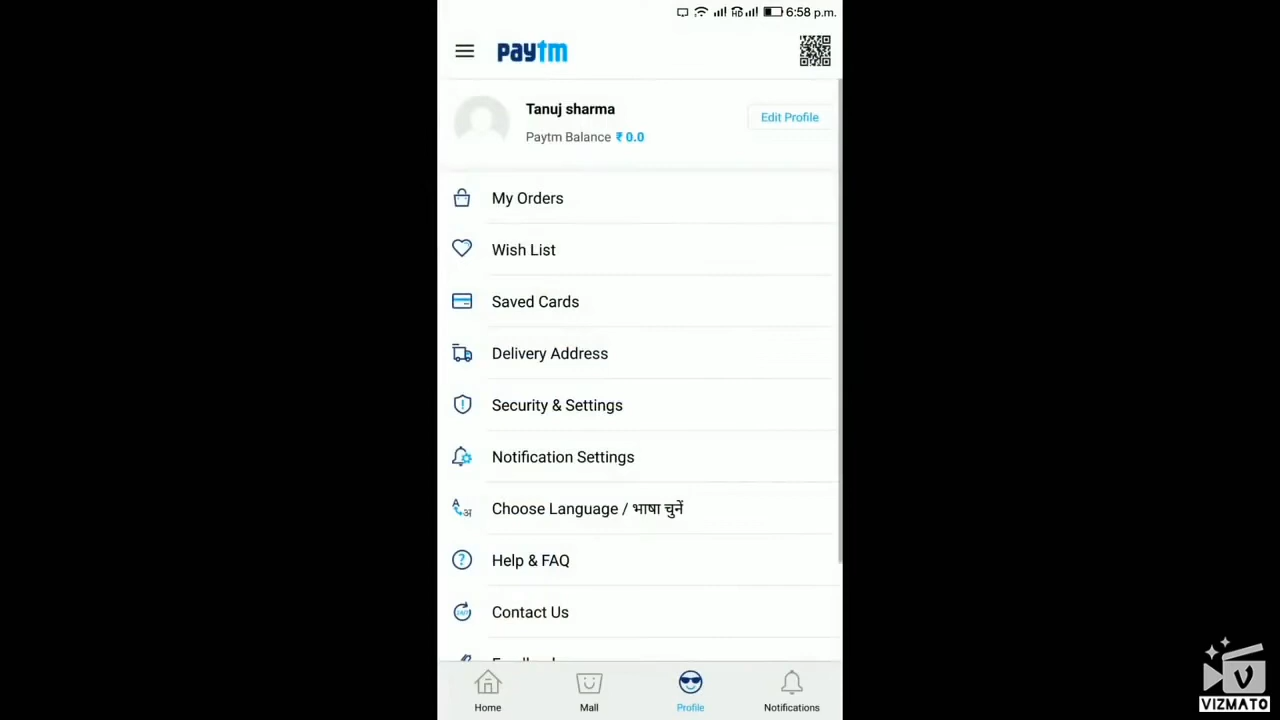 6:58 p.m.
paytm
Tanuj sharma
Edit Profile
Paytm Balance ₹ 0.0
My Orders
Wish List
Saved Cards
Delivery Address
Security & Settings
Notification Settings
Choose Language / भाषा चुनें
Help & FAQ
Contact Us
Home
Mall
Profile
Notifications
VIZMATO